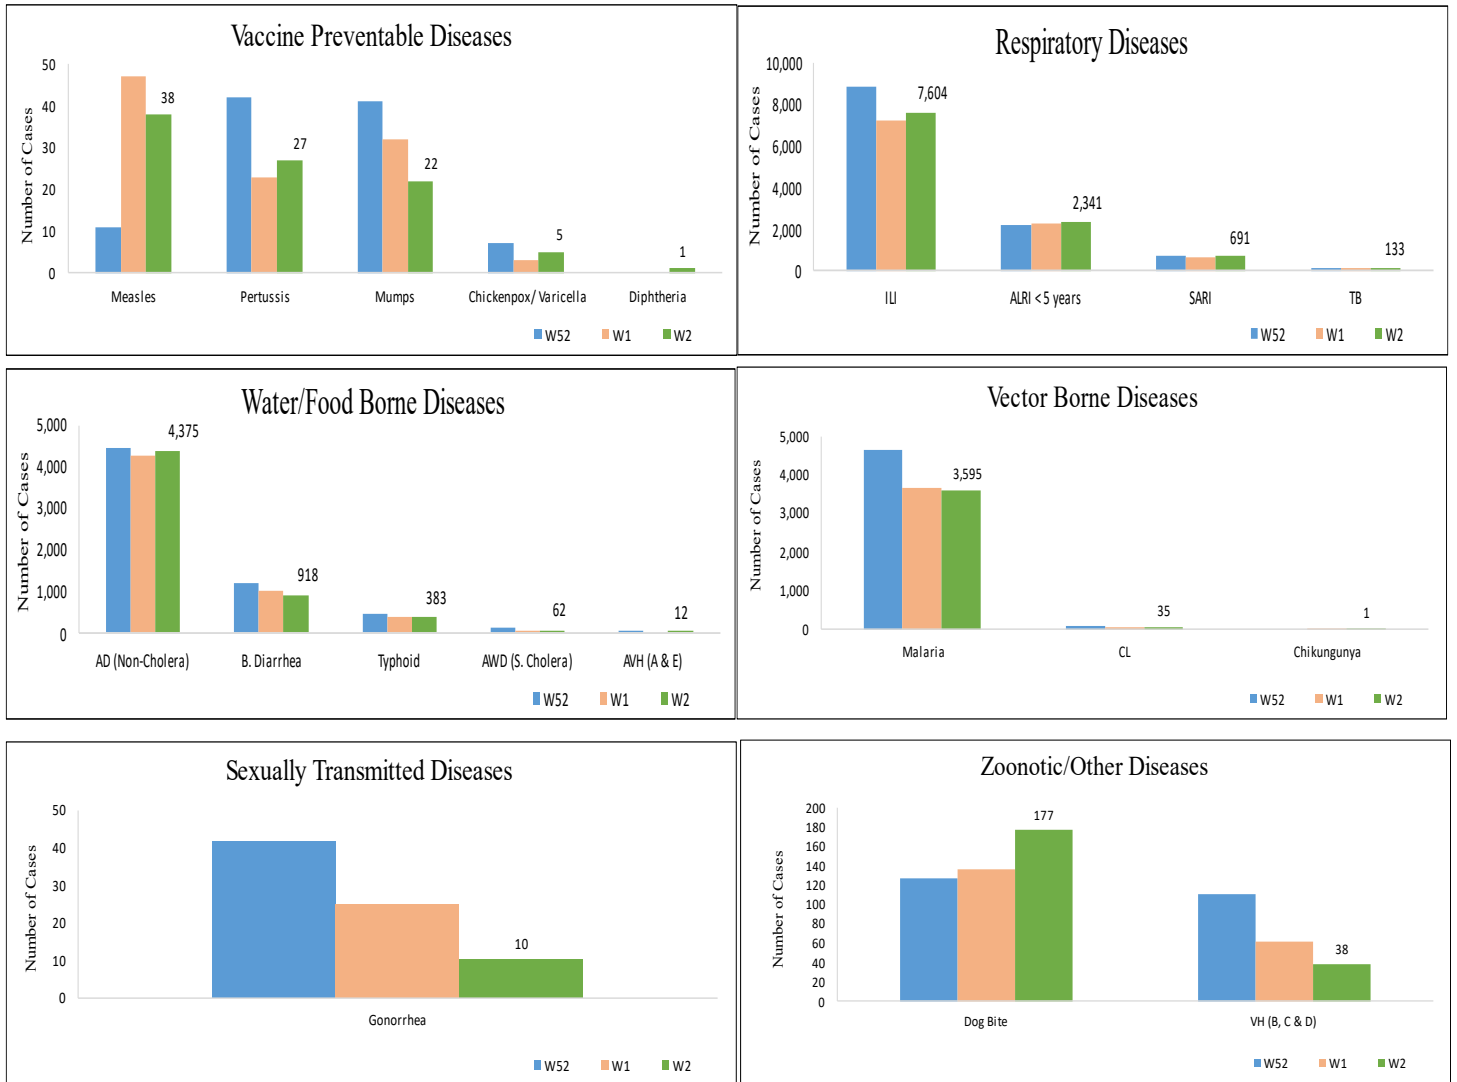 Vaccine Preventable Diseases
Number of Cases
50
40
30
20
10
0
38
27
22
5
1
Measles Pertussis Mumps Chickenpox/ Varicella Diphtheria
W52 W1 W2
Respiratory Diseases
Number of Cases
10,000
8,000
6,000
4,000
2,000
0
7,604
2,341
691
133
ILI ALRI < 5 years SARI TB
W52 W1 W2
Water/Food Borne Diseases
Number of Cases
5,000
4,000
3,000
2,000
1,000
0
4,375
918
383
62
12
AD (Non-Cholera) B. Diarrhea Typhoid AWD (S. Cholera) AVH (A & E)
W52 W1 W2
Vector Borne Diseases
Number of Cases
5,000
4,000
3,000
2,000
1,000
0
3,595
35
1
Malaria CL Chikungunya
W52 W1 W2
Sexually Transmitted Diseases
Number of Cases
50
40
30
20
10
0
10
Gonorrhea
W52 W1 W2
Zoonotic/Other Diseases
Number of Cases
200
180
160
140
120
100
80
60
40
20
0
177
38
Dog Bite VH (B, C & D)
W52 W1 W2